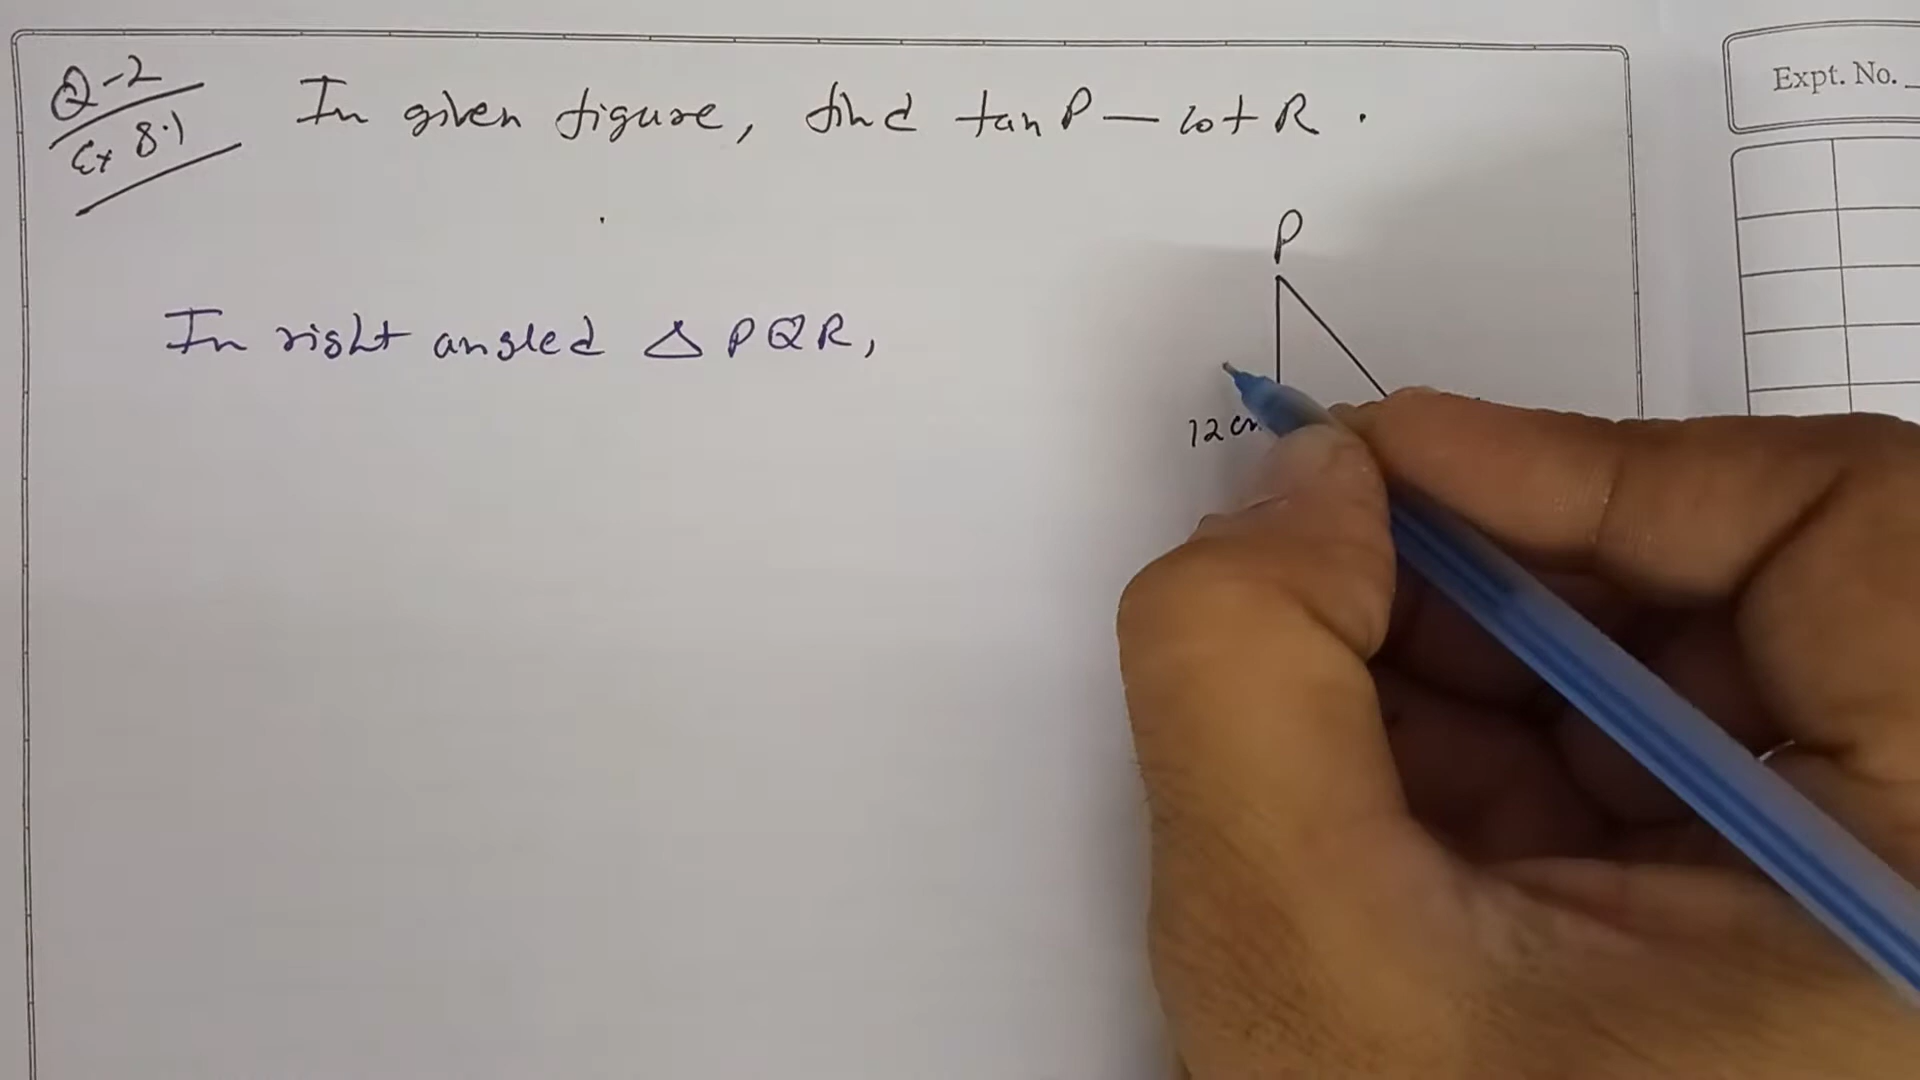 Q-2
Ex 8.1
In given figure, find tan P — cot R .
Expt. No.
P
In right angled △ PQR,
12 cm